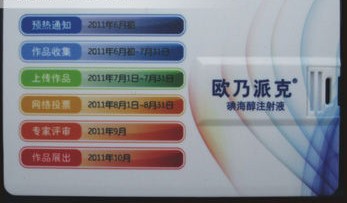 预热通知 2011年6月初
作品收集 2011年6月初-7月31日
上传作品 2011年7月1日~7月31日
网络投票 2011年8月1日~8月31日
专家评审 2011年9月
作品展出 2011年10月
欧乃派克®
碘海醇注射液